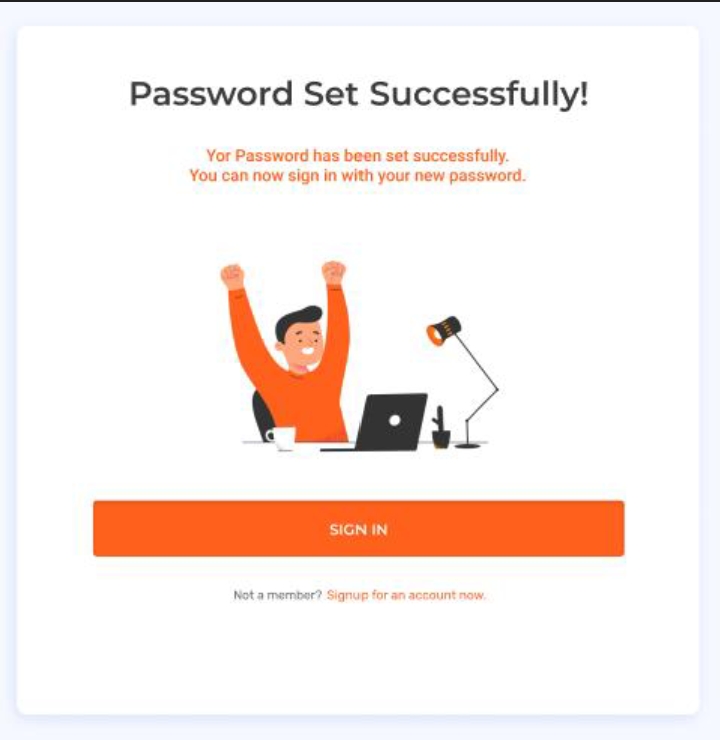 Password Set Successfully!
Yor Password has been set successfully.
You can now sign in with your new password.
SIGN IN
Not a member? Signup for an account now.